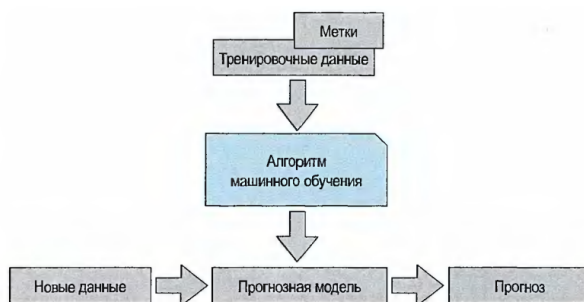 Метки
Тренировочные данные
Алгоритм
машинного обучения
Новые данные
Прогнозная модель
Прогноз